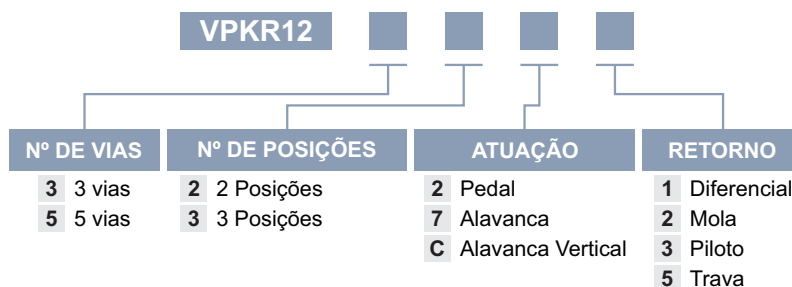 VPKR12
Nº DE VIAS
3 3 vias
5 5 vias
Nº DE POSIÇÕES
2 2 Posições
3 3 Posições
ATUAÇÃO
2 Pedal
7 Alavanca
C Alavanca Vertical
RETORNO
1 Diferencial
2 Mola
3 Piloto
5 Trava